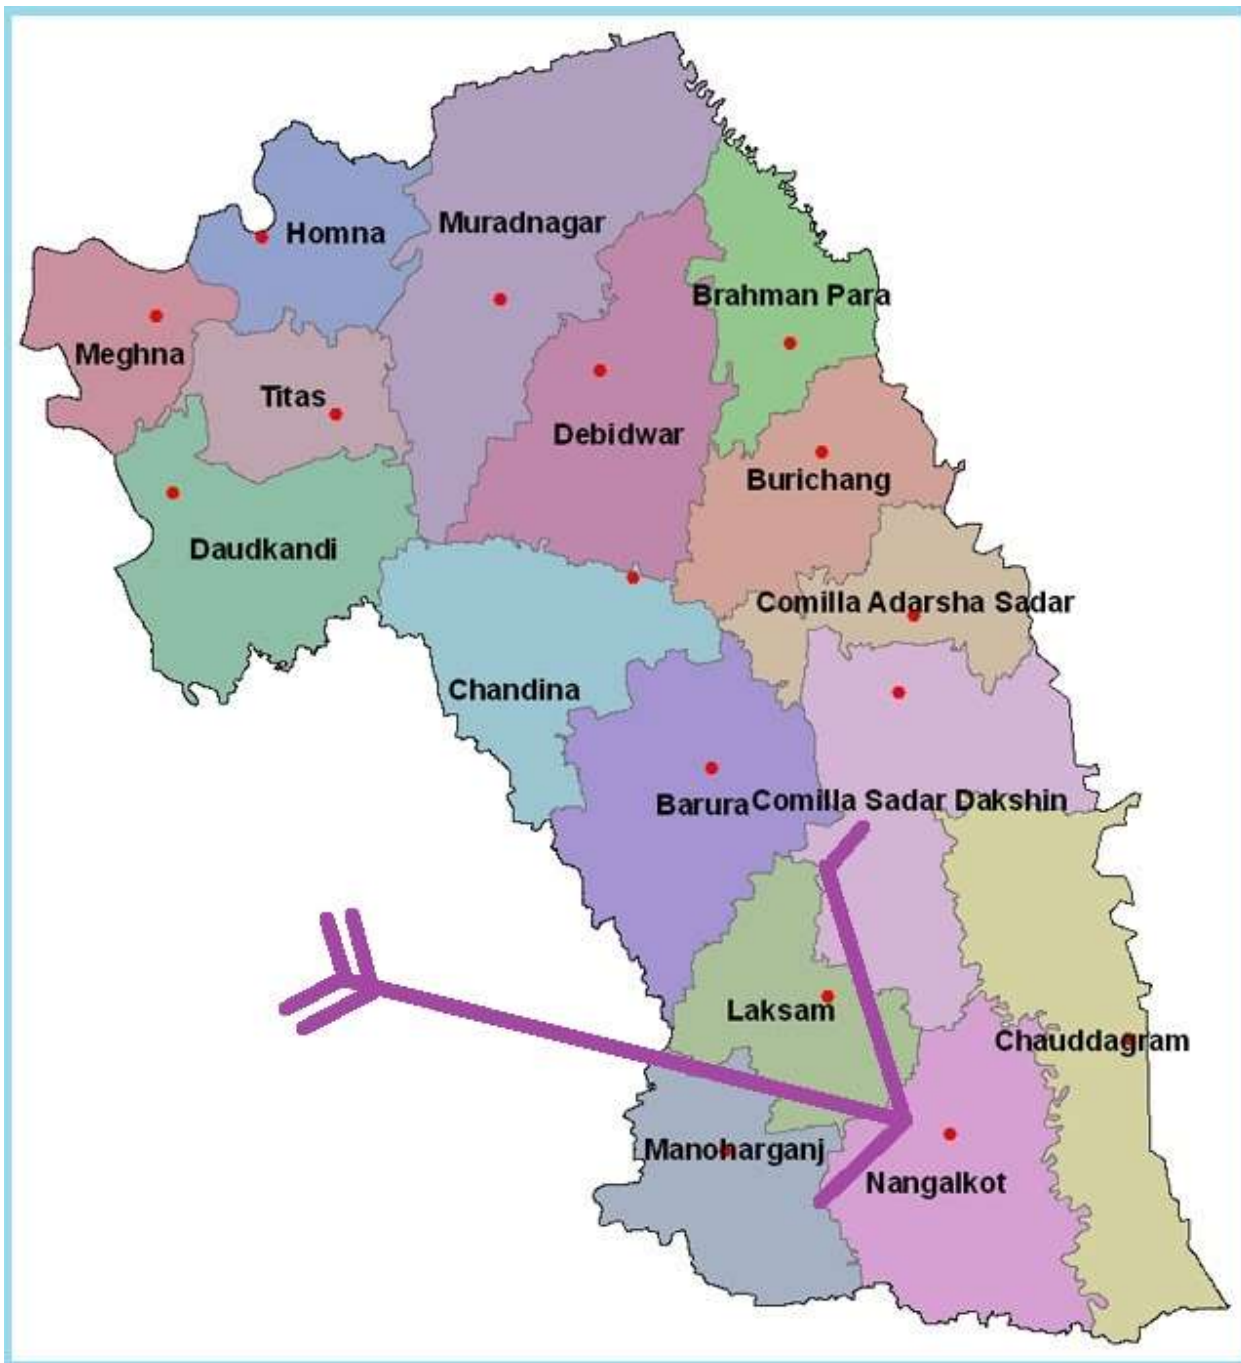 Homna
Muradnagar
Brahman Para
Meghna
Titas
Debidwar
Burichang
Daudkandi
Comilla Adarsha Sadar
Chandina
Barura
Comilla Sadar Dakshin
Laksam
Chauddagram
Manoharganj
Nangalkot